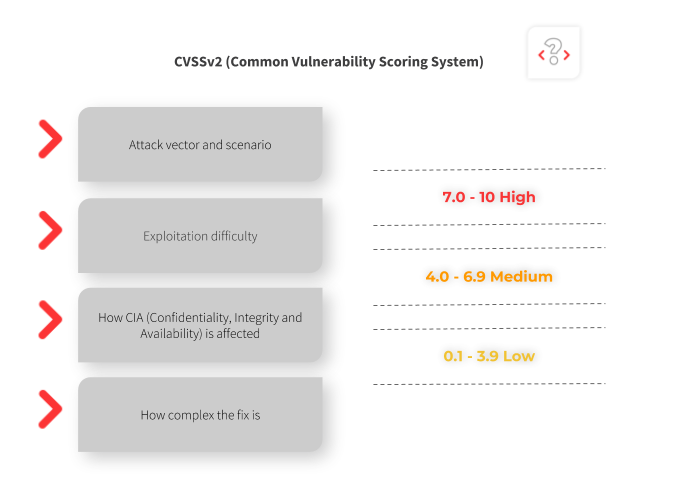 CVSSv2 (Common Vulnerability Scoring System)
Attack vector and scenario
Exploitation difficulty
How CIA (Confidentiality, Integrity and
Availability) is affected
How complex the fix is
7.0 - 10 High
4.0 - 6.9 Medium
0.1 - 3.9 Low